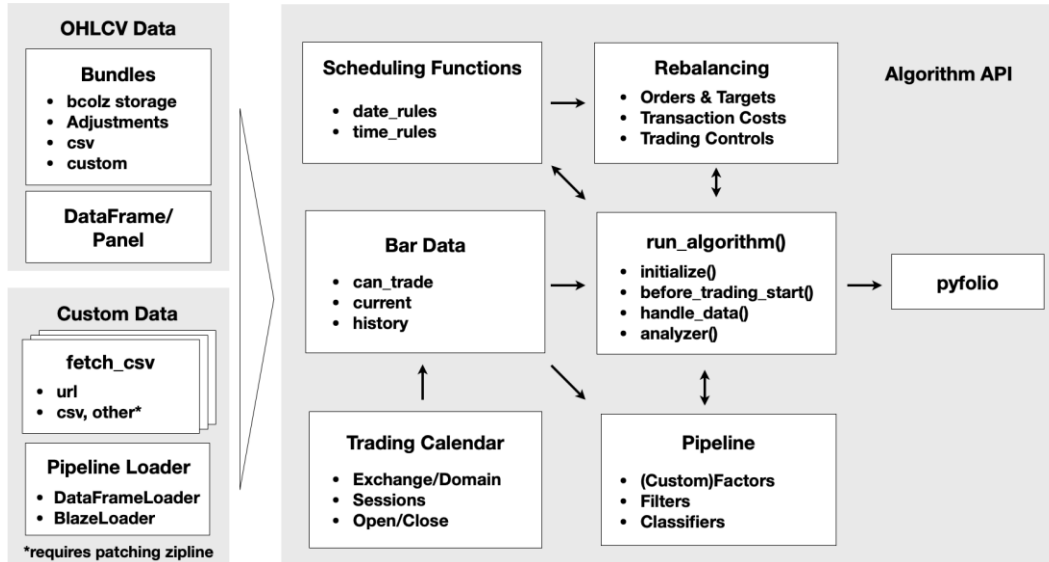 OHLCV Data
Bundles
• bcolz storage
• Adjustments
• csv
• custom
DataFrame/
Panel
Custom Data
fetch_csv
• url
• csv, other*
Pipeline Loader
• DataFrameLoader
• BlazeLoader
*requires patching zipline
Algorithm API
Scheduling Functions
• date_rules
• time_rules
Rebalancing
• Orders & Targets
• Transaction Costs
• Trading Controls
Bar Data
• can_trade
• current
• history
run_algorithm()
• initialize()
• before_trading_start()
• handle_data()
• analyzer()
pyfolio
Trading Calendar
• Exchange/Domain
• Sessions
• Open/Close
Pipeline
• (Custom)Factors
• Filters
• Classifiers